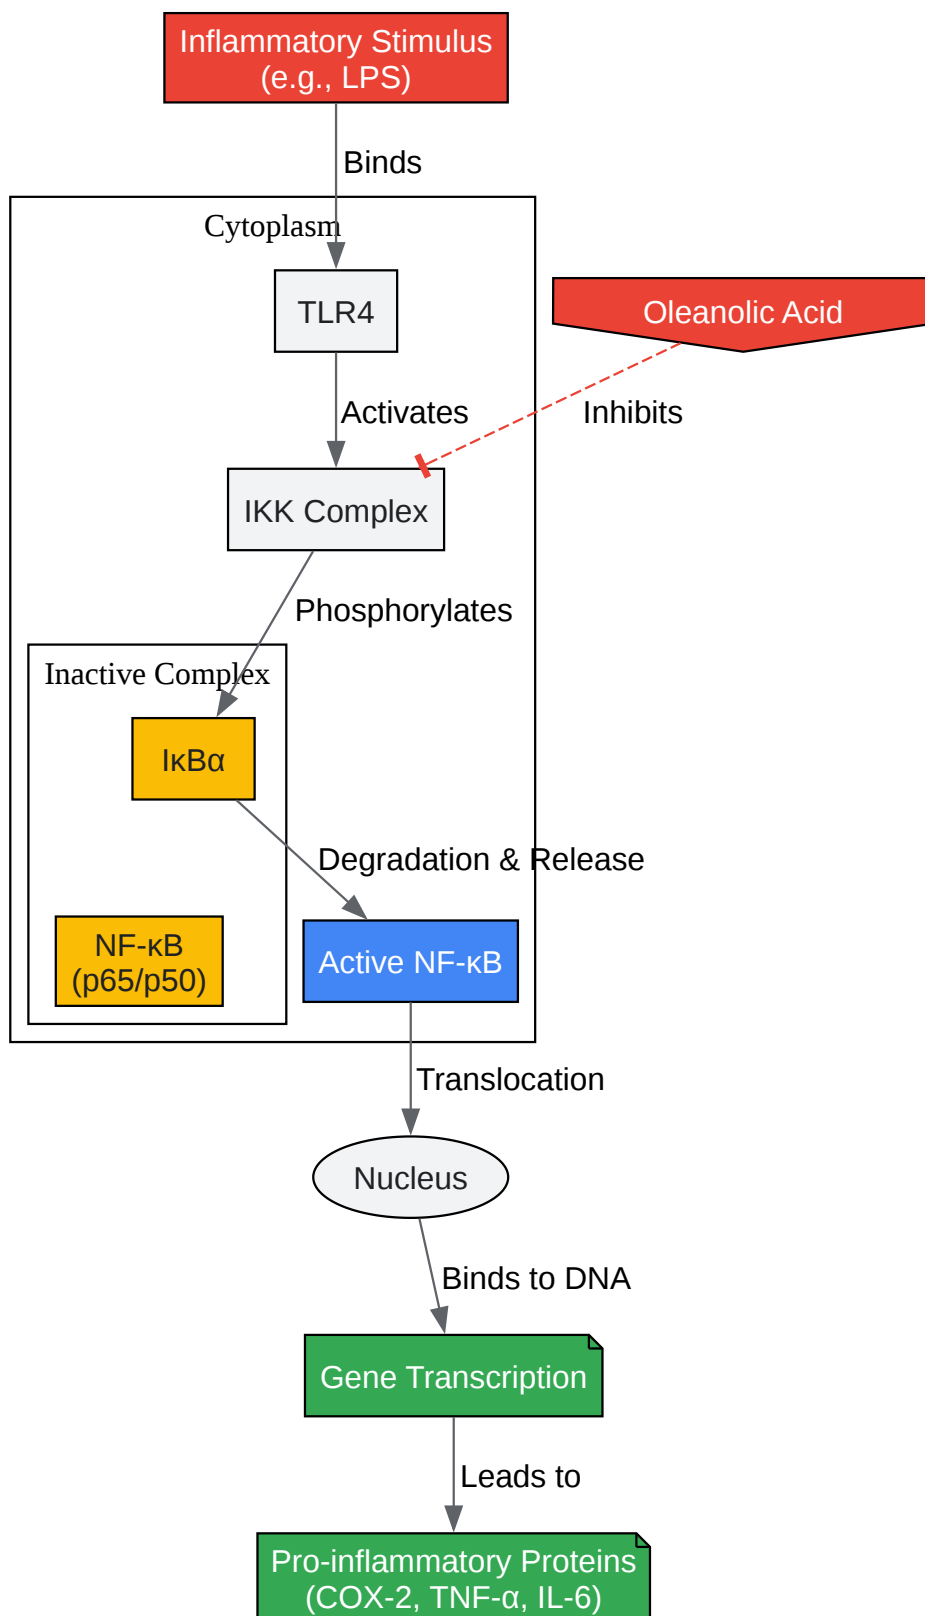 Inflammatory Stimulus
(e.g., LPS)
Binds
Cytoplasm
TLR4
Oleanolic Acid
Activates
Inhibits
IKK Complex
Phosphorylates
Inactive Complex
IκBα
Degradation & Release
NF-κB
(p65/p50)
Active NF-κB
Translocation
Nucleus
Binds to DNA
Gene Transcription
Leads to
Pro-inflammatory Proteins
(COX-2, TNF-α, IL-6)